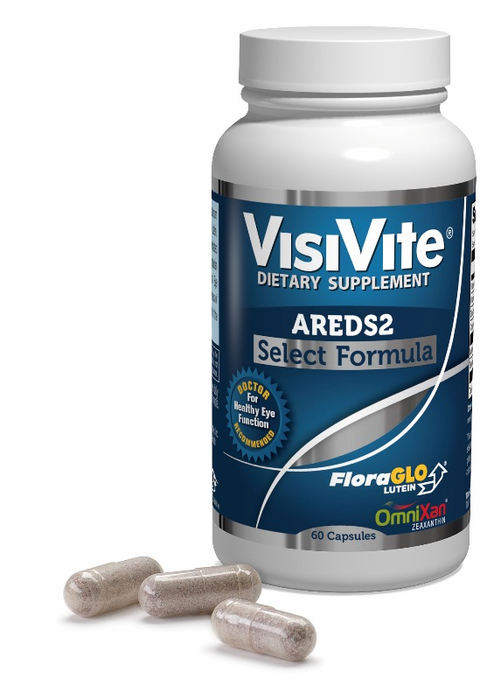 VISIVITE®
DIETARY SUPPLEMENT
AREDS2
Select Formula
DOCTOR
For
Healthy Eye
Function
RECOMMENDED
FloraGLO®
LUTEIN
OmniXan®
ZEAXANTHIN
60 Capsules